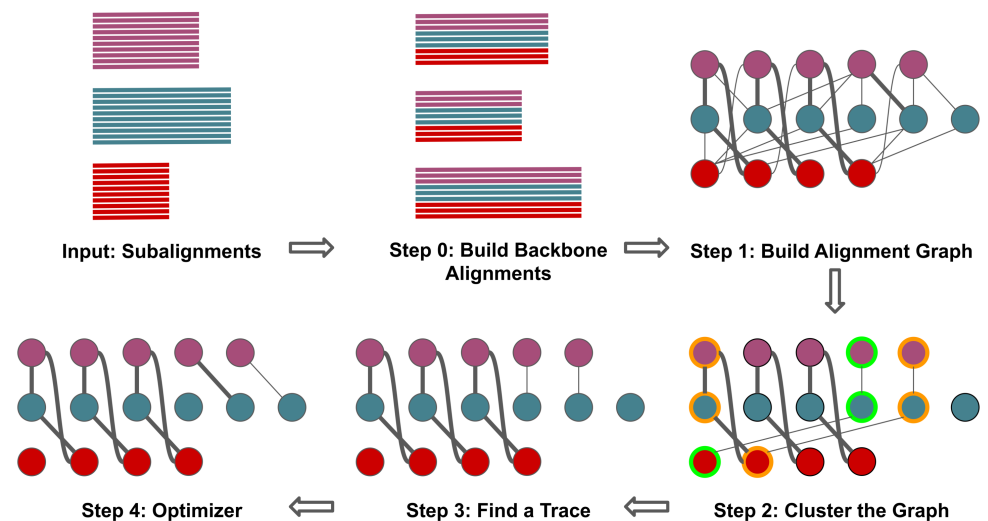 Input: Subalignments
Step 0: Build Backbone
Alignments
Step 1: Build Alignment Graph
Step 4: Optimizer
Step 3: Find a Trace
Step 2: Cluster the Graph